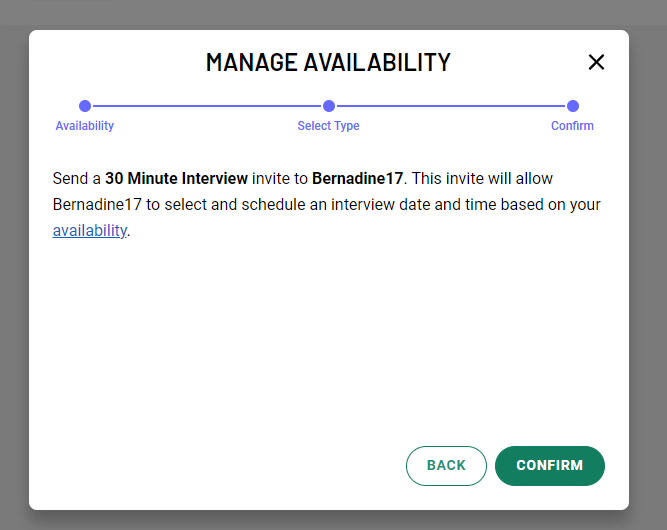 MANAGE AVAILABILITY
Availability Select Type Confirm
Send a 30 Minute Interview invite to Bernadine17. This invite will allow
Bernadine17 to select and schedule an interview date and time based on your
availability.
BACK CONFIRM